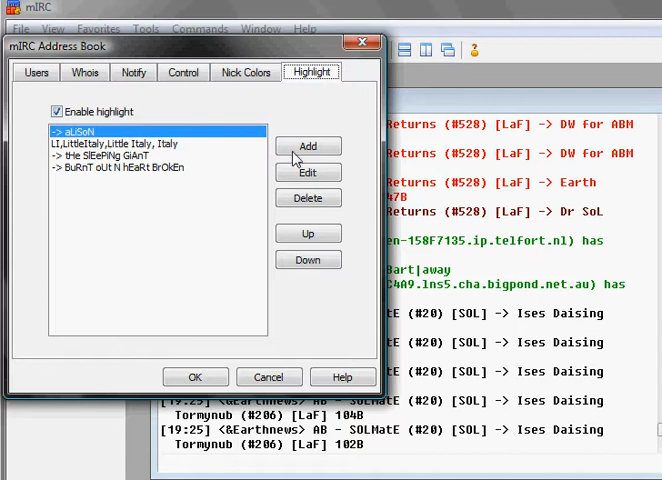 mIRC
File View Favorites Tools Commands Window Help
mIRC Address Book
Users Whois Notify Control Nick Colors Highlight
Enable highlight
-> aLiSoN
LI,LittleItaly,Little Italy, Italy
-> tHe SlEePiNg GiAnT
-> BuRnT oUt N hEaRt BrOkEn
Add
Edit
Delete
Up
Down
OK Cancel Help
Returns (#528) [LaF] -> DW for ABM
Returns (#528) [LaF] -> DW for ABM
Returns (#528) [LaF] -> Earth
47B
Returns (#528) [LaF] -> Dr SoL
en-158F7135.ip.telfort.nl) has
Bart|away
C4A9.lns5.cha.bigpond.net.au) has
MatE (#20) [SOL] -> Ises Daising
MatE (#20) [SOL] -> Ises Daising
MatE (#20) [SOL] -> Ises Daising
[19:25] <&Earthnews> AB - SOLMatE (#20) [SOL] -> Ises Daising
Tormynub (#206) [LaF] 104B
[19:25] <&Earthnews> AB - SOLMatE (#20) [SOL] -> Ises Daising
Tormynub (#206) [LaF] 102B